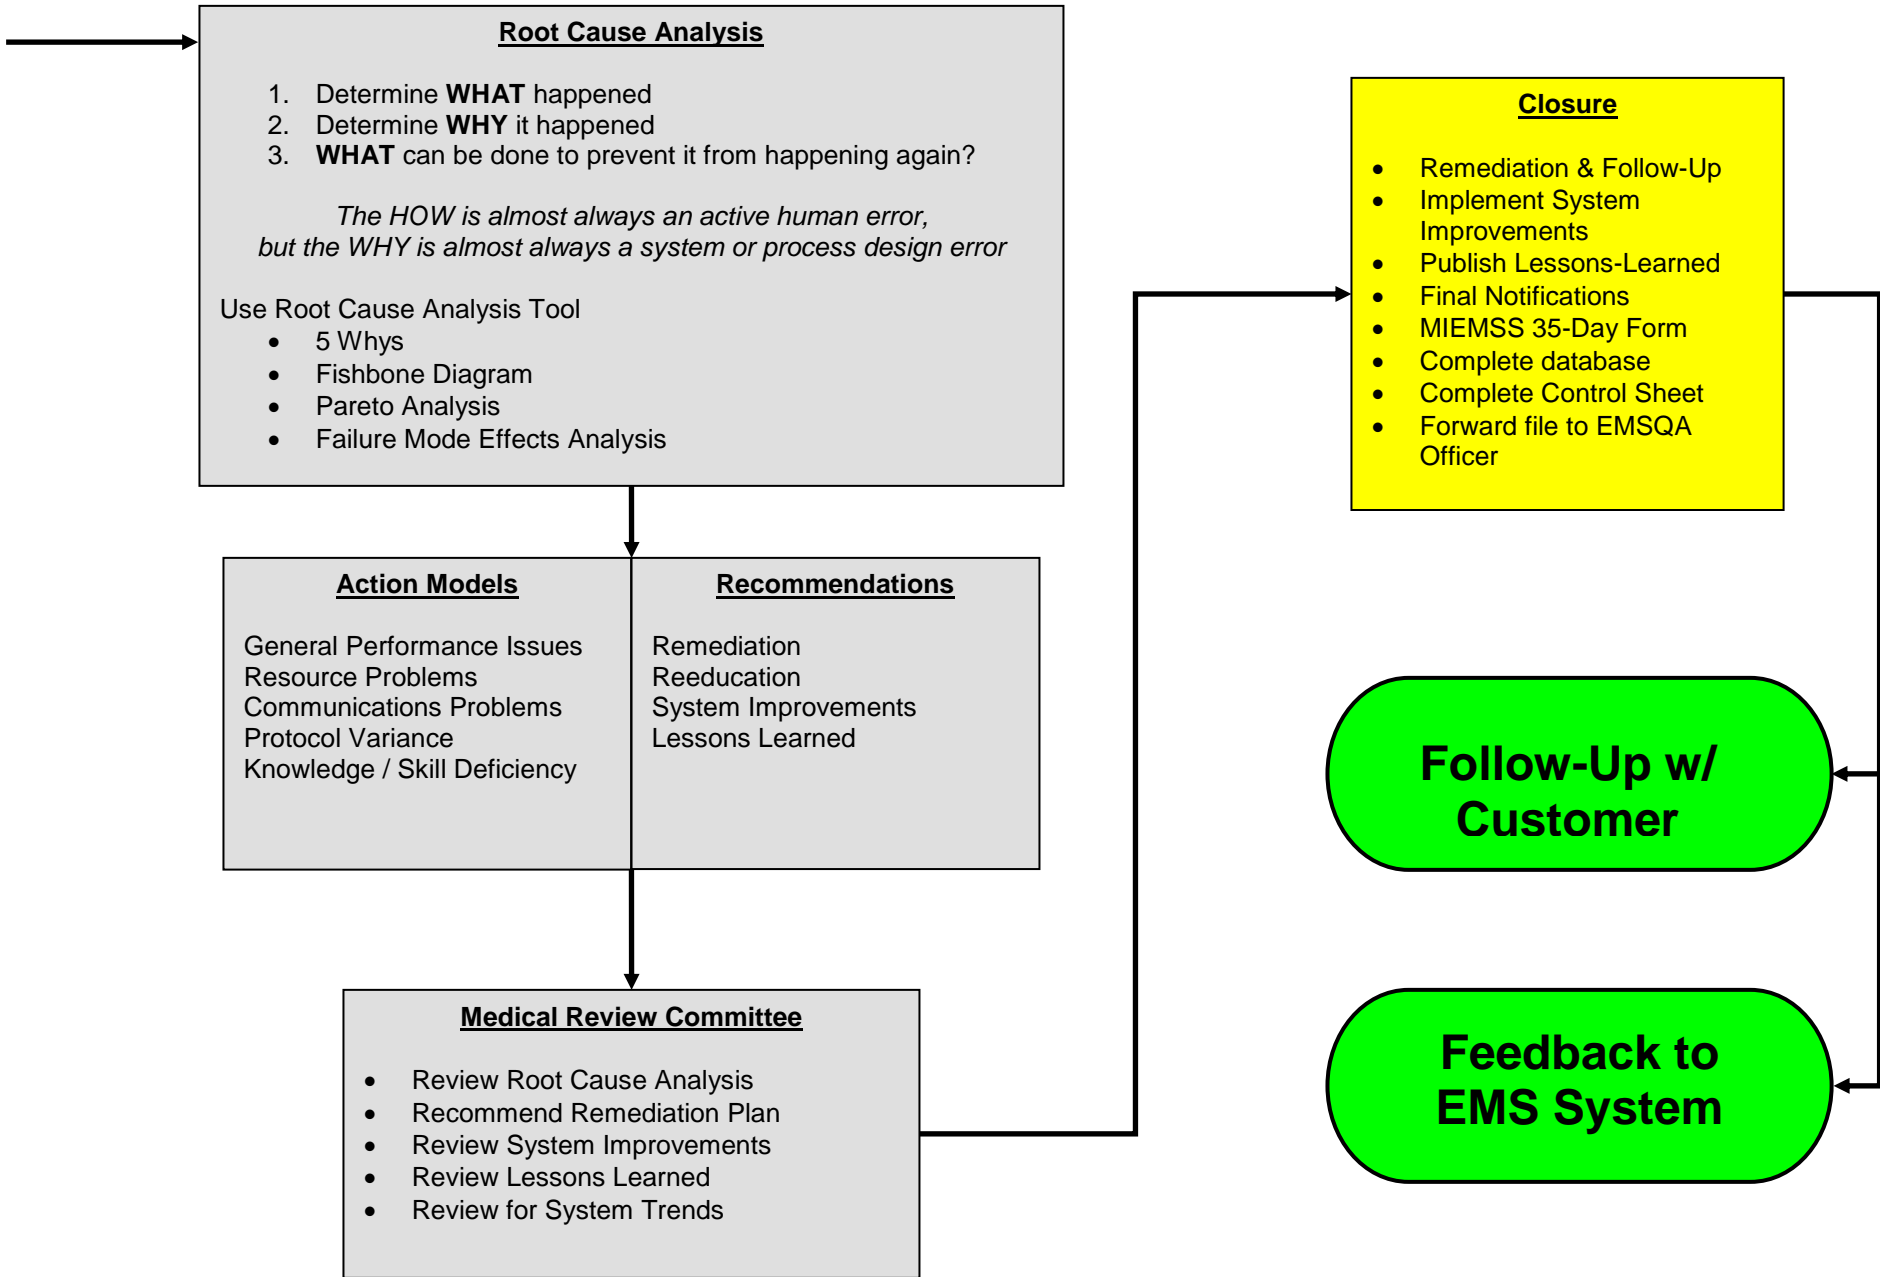 Root Cause Analysis
1. Determine WHAT happened
2. Determine WHY it happened
3. WHAT can be done to prevent it from happening again?
The HOW is almost always an active human error,
but the WHY is almost always a system or process design error
Use Root Cause Analysis Tool
• 5 Whys
• Fishbone Diagram
• Pareto Analysis
• Failure Mode Effects Analysis
Action Models
General Performance Issues
Resource Problems
Communications Problems
Protocol Variance
Knowledge / Skill Deficiency
Recommendations
Remediation
Reeducation
System Improvements
Lessons Learned
Medical Review Committee
• Review Root Cause Analysis
• Recommend Remediation Plan
• Review System Improvements
• Review Lessons Learned
• Review for System Trends
Closure
• Remediation & Follow-Up
• Implement System
Improvements
• Publish Lessons-Learned
• Final Notifications
• MIEMSS 35-Day Form
• Complete database
• Complete Control Sheet
• Forward file to EMSQA
Officer
Follow-Up w/
Customer
Feedback to
EMS System